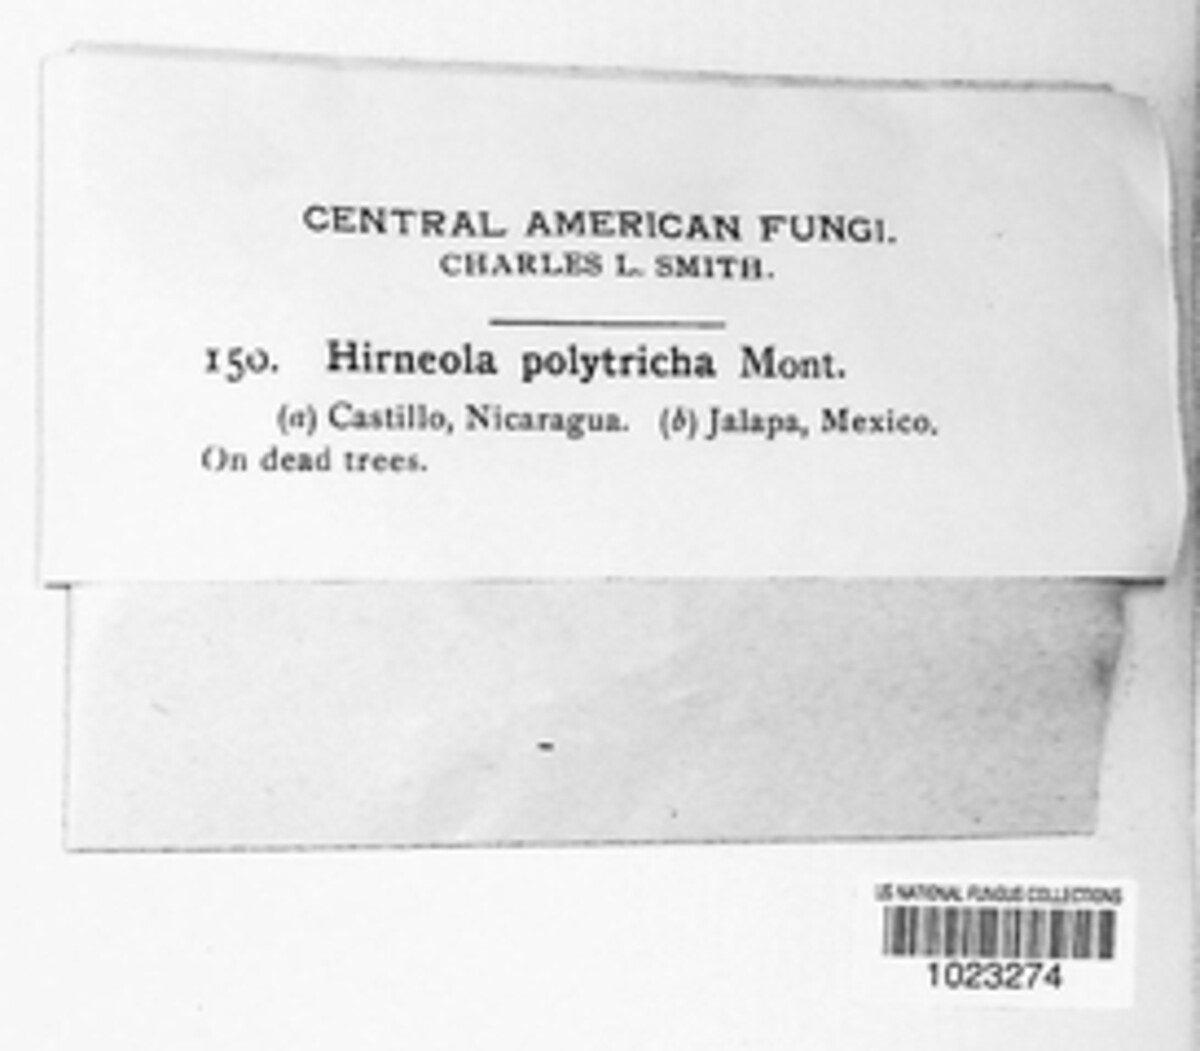 CENTRAL AMERICAN FUNGI.
CHARLES L. SMITH.
150. Hirneola polytricha Mont.
(a) Castillo, Nicaragua. (b) Jalapa, Mexico.
On dead trees.
US NATIONAL FUNGUS COLLECTIONS
1023274